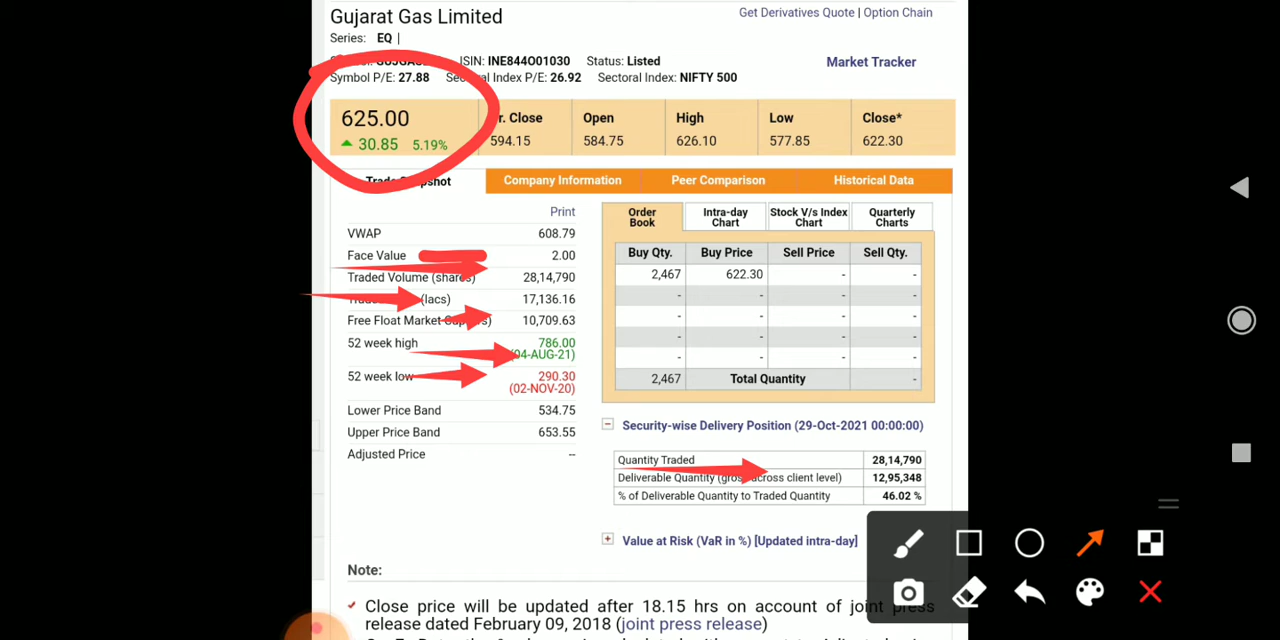 Gujarat Gas Limited
Get Derivatives Quote | Option Chain
Series: EQ |
ISIN: INE844O01030 Status: Listed
Market Tracker
Symbol P/E: 27.88 Sectoral Index P/E: 26.92 Sectoral Index: NIFTY 500
625.00
30.85 5.19%
Pr. Close Open High Low Close*
594.15 584.75 626.10 577.85 622.30
Trade Snapshot Company Information Peer Comparison Historical Data
Print
VWAP 608.79
Face Value 2.00
Traded Volume (shares) 28,14,790
(lacs) 17,136.16
Free Float Market 10,709.63
52 week high 786.00
(04-AUG-21)
52 week low 290.30
(02-NOV-20)
Lower Price Band 534.75
Upper Price Band 653.55
Adjusted Price --
Order Book
Intra-day Chart
Stock V/s Index Chart
Quarterly Charts
Buy Qty. Buy Price Sell Price Sell Qty.
2,467 622.30 - -
- - - -
- - - -
- - - -
- - - -
2,467 Total Quantity -
Security-wise Delivery Position (29-Oct-2021 00:00:00)
Quantity Traded 28,14,790
Deliverable Quantity (gross across client level) 12,95,348
% of Deliverable Quantity to Traded Quantity 46.02 %
Value at Risk (VaR in %) [Updated intra-day]
Note:
Close price will be updated after 18.15 hrs on account of joint press
release dated February 09, 2018 (joint press release)